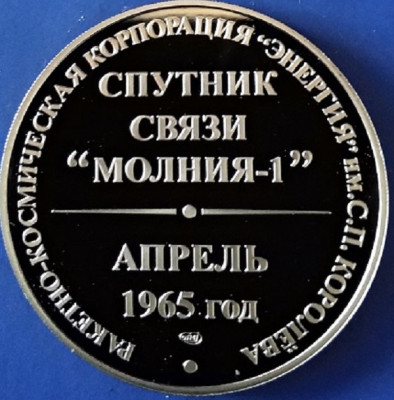 РАКЕТНО-КОСМИЧЕСКАЯ КОРПОРАЦИЯ "ЭНЕРГИЯ" им. С.П. КОРОЛЁВА
СПУТНИК
СВЯЗИ
“МОЛНИЯ-1”
АПРЕЛЬ
1965 год